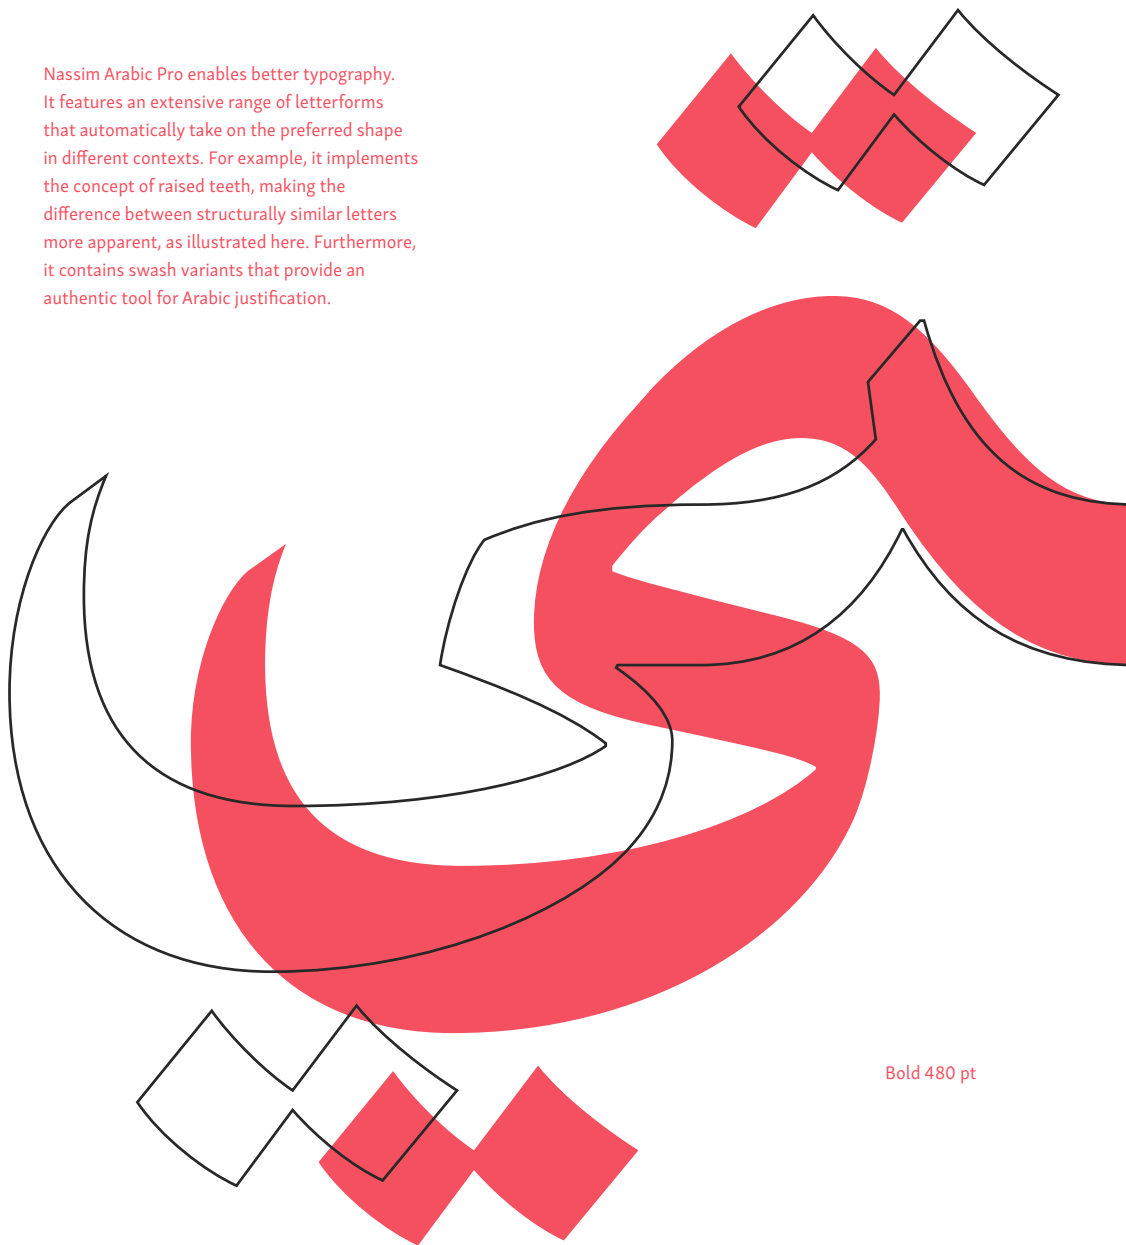 Nassim Arabic Pro enables better typography.
It features an extensive range of letterforms
that automatically take on the preferred shape
in different contexts. For example, it implements
the concept of raised teeth, making the
difference between structurally similar letters
more apparent, as illustrated here. Furthermore,
it contains swash variants that provide an
authentic tool for Arabic justification.
ـتي
Bold 480 pt